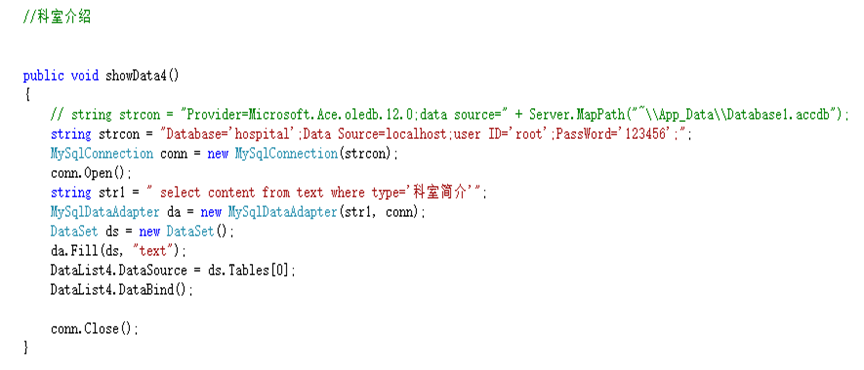 //科室介绍
public void showData4()
{
// string strcon = "Provider=Microsoft.Ace.oledb.12.0;data source=" + Server.MapPath("~\\App_Data\\Database1.accdb");
string strcon = "Database='hospital';Data Source=localhost;user ID='root';PassWord='123456';";
MySqlConnection conn = new MySqlConnection(strcon);
conn.Open();
string str1 = " select content from text where type='科室简介'";
MySqlDataAdapter da = new MySqlDataAdapter(str1, conn);
DataSet ds = new DataSet();
da.Fill(ds, "text");
DataList4.DataSource = ds.Tables[0];
DataList4.DataBind();
conn.Close();
}